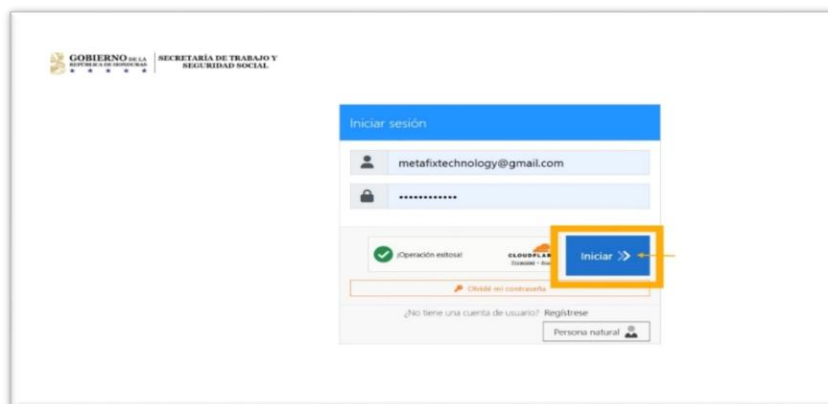 GOBIERNO DE LA
REPÚBLICA DE HONDURAS
SECRETARÍA DE TRABAJO Y
SEGURIDAD SOCIAL
Iniciar sesión
metafixtechnology@gmail.com
¡Operación exitosa!
CLOUDFLAR
Iniciar
Olvidé mi contraseña
¿No tiene una cuenta de usuario? Regístrese
Persona natural